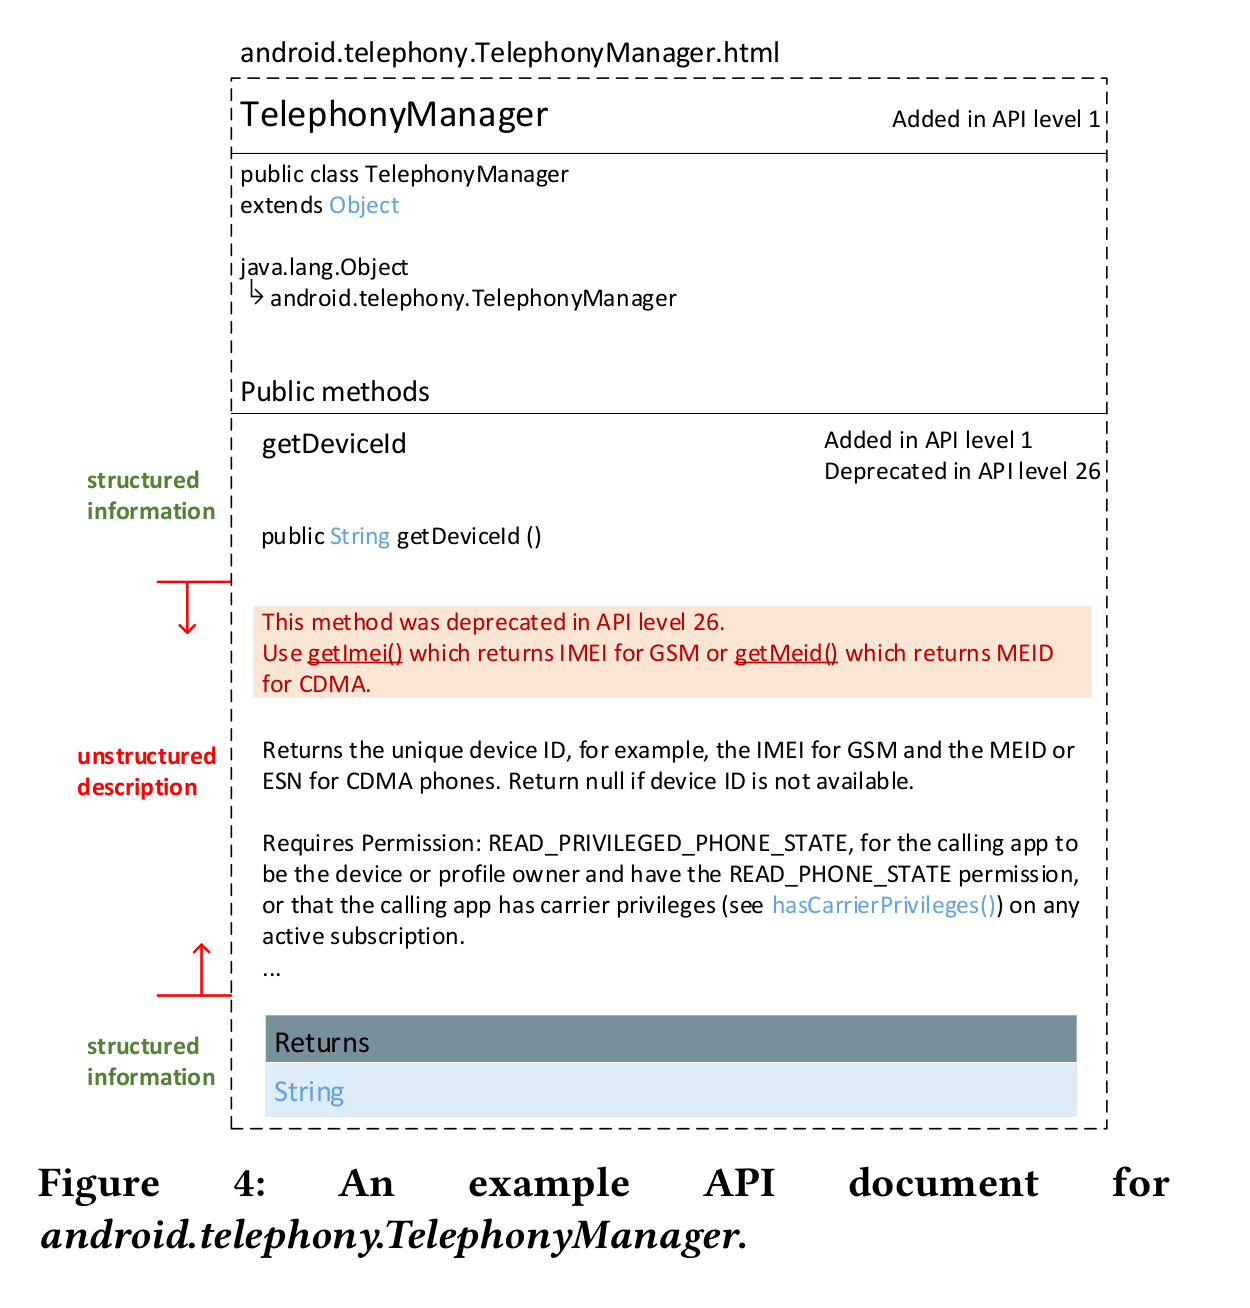 android.telephony.TelephonyManager.html
TelephonyManager
Added in API level 1
public class TelephonyManager
extends Object
java.lang.Object
android.telephony.TelephonyManager
Public methods
getDeviceId
Added in API level 1
Deprecated in API level 26
structured
information
public String getDeviceId ()
This method was deprecated in API level 26.
Use getImei() which returns IMEI for GSM or getMeid() which returns MEID
for CDMA.
unstructured
description
Returns the unique device ID, for example, the IMEI for GSM and the MEID or
ESN for CDMA phones. Return null if device ID is not available.
Requires Permission: READ_PRIVILEGED_PHONE_STATE, for the calling app to
be the device or profile owner and have the READ_PHONE_STATE permission,
or that the calling app has carrier privileges (see hasCarrierPrivileges()) on any
active subscription.
...
structured
information
Returns
String
Figure 4: An example API document for
android.telephony.TelephonyManager.